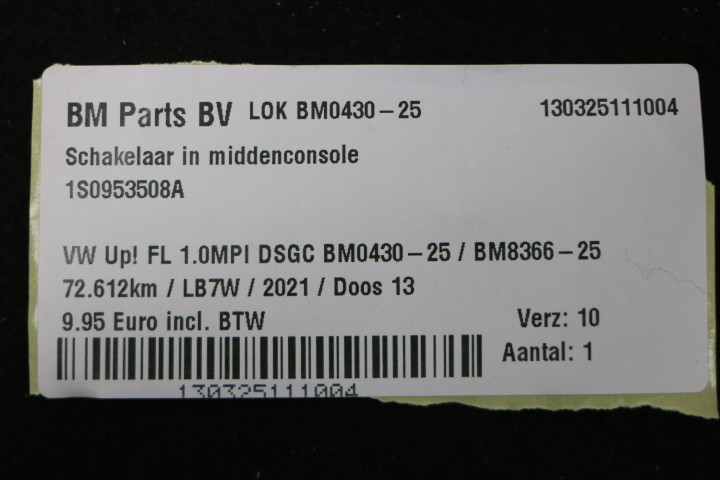 BM Parts BV LOK BM0430-25 130325111004
Schakelaar in middenconsole
1S0953508A
VW Up! FL 1.0MPI DSGC BM0430-25 / BM8366-25
72.612km / LB7W / 2021 / Doos 13
9.95 Euro incl. BTW Verz: 10
Aantal: 1
130325111004